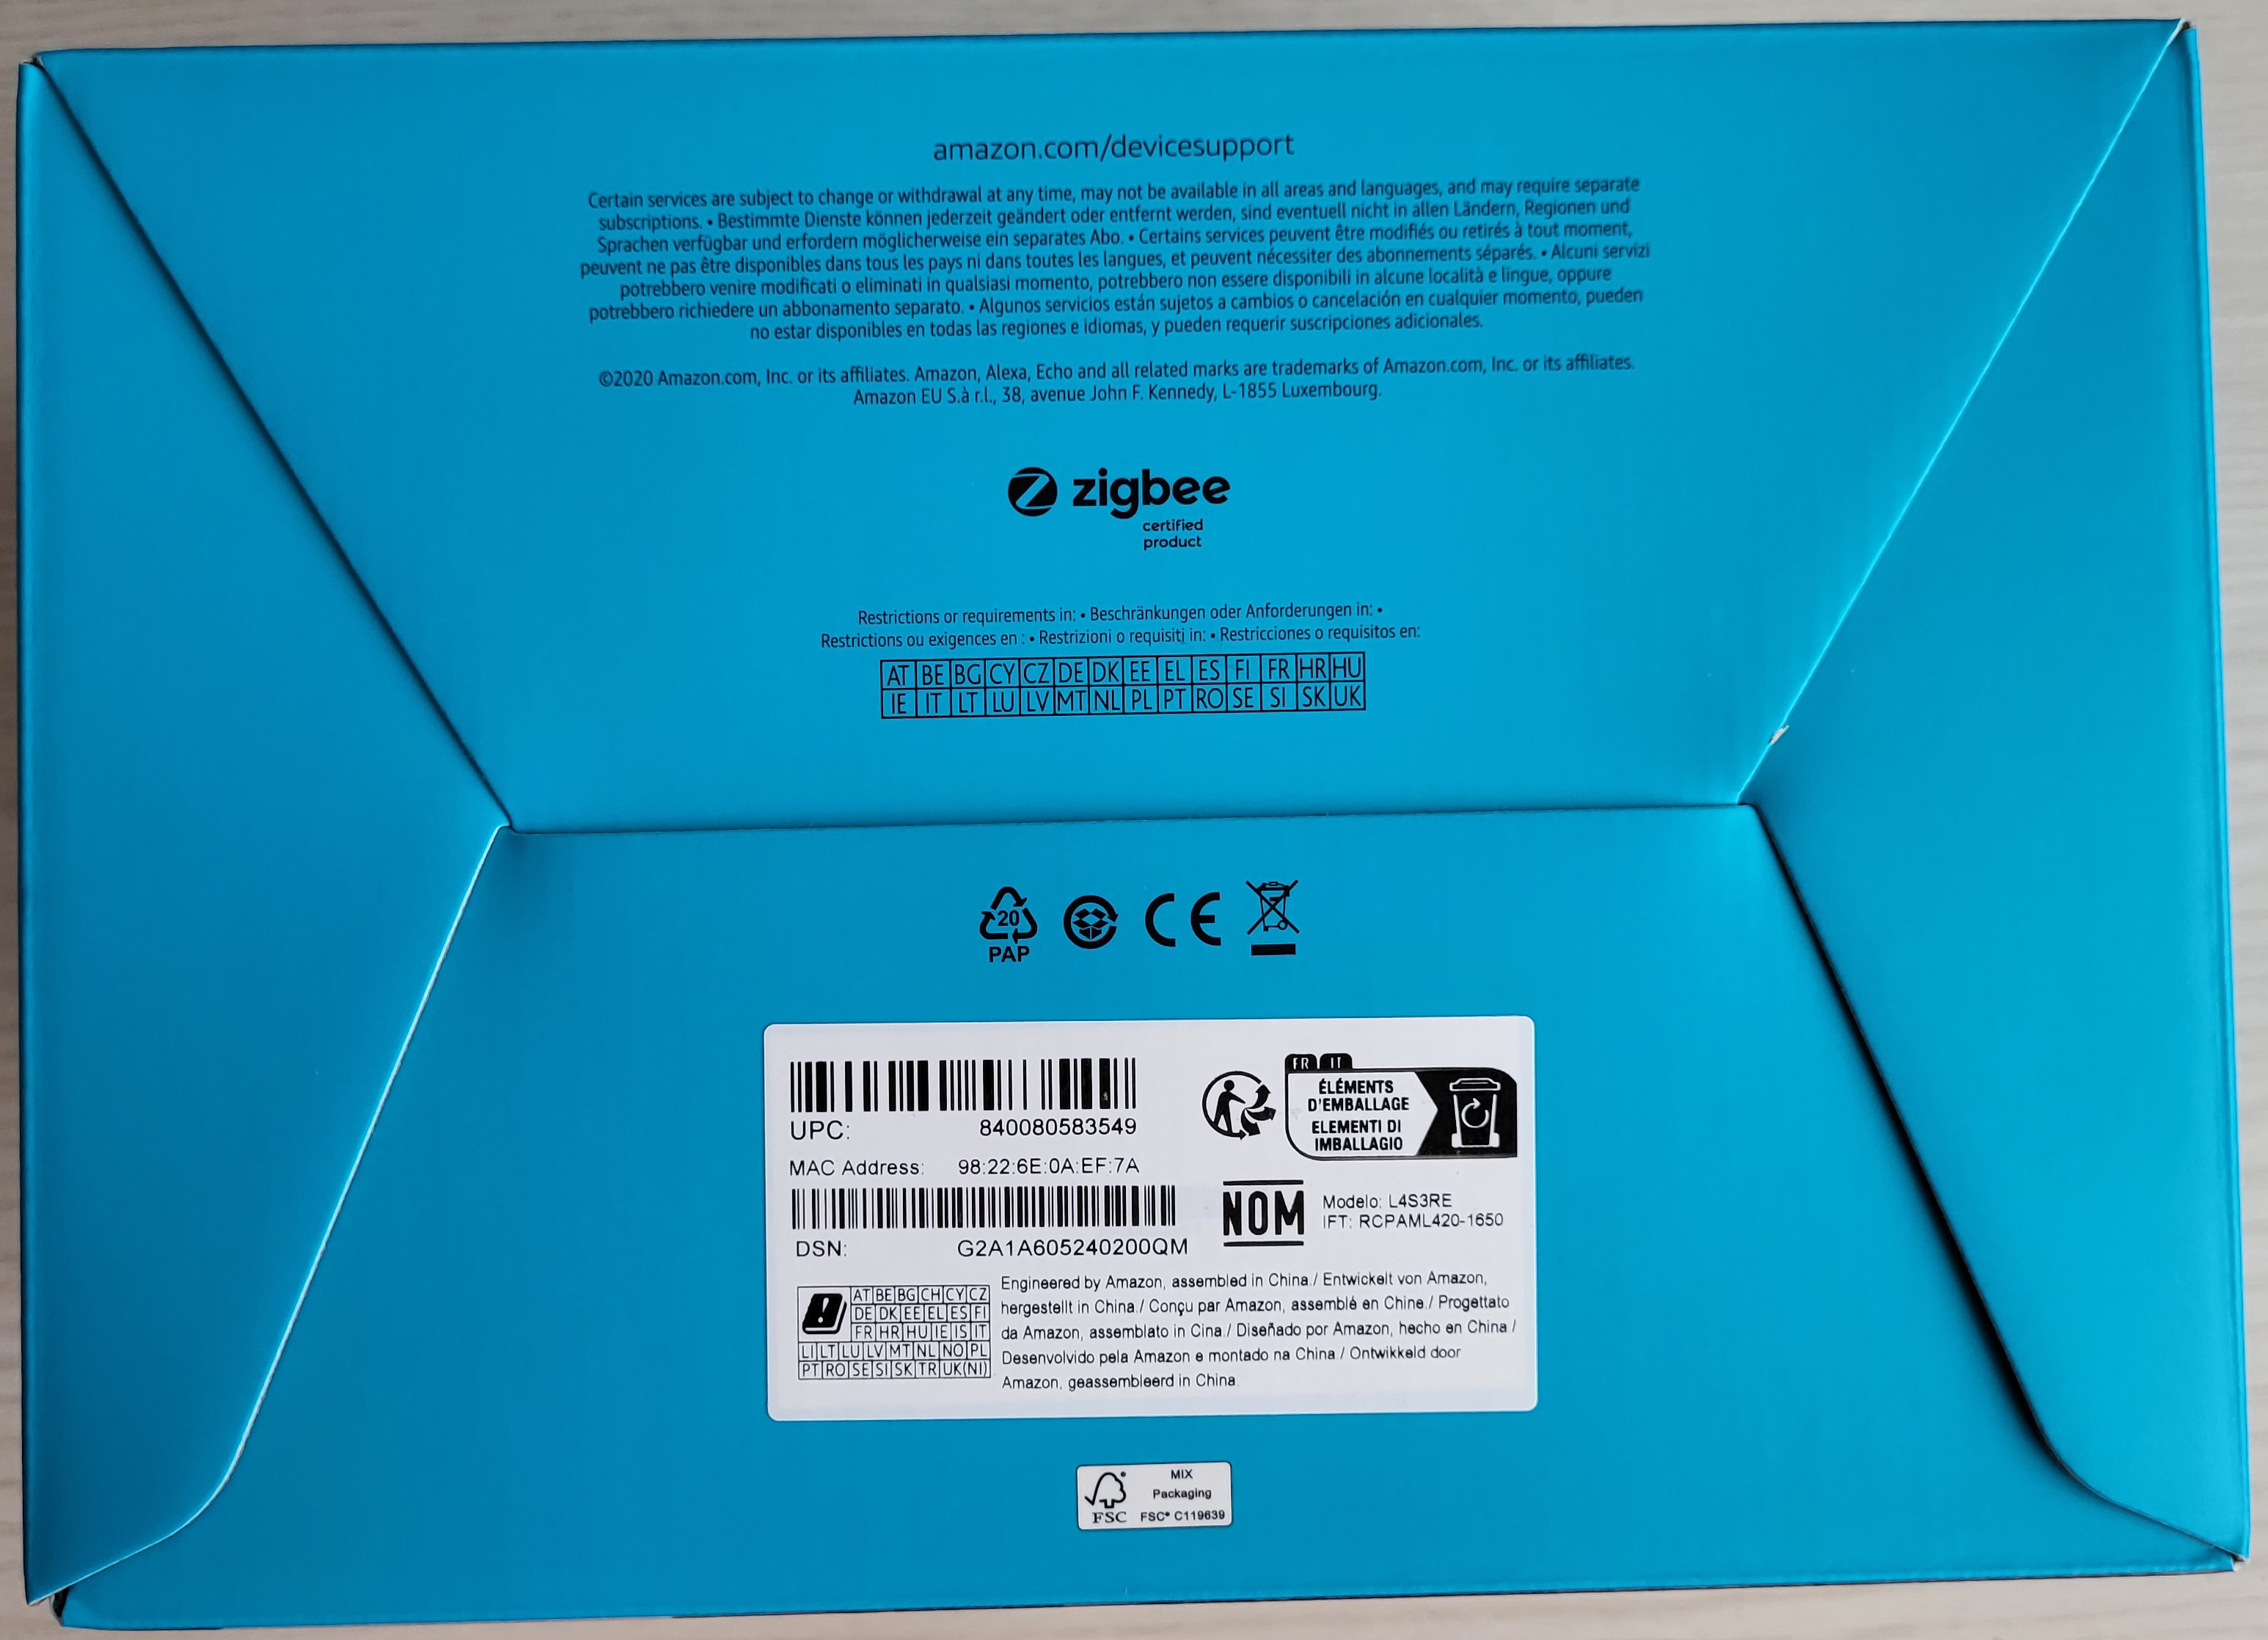 amazon.com/devicesupport
Certain services are subject to change or withdrawal at any time, may not be available in all areas and languages, and may require separate
subscriptions. • Bestimmte Dienste können jederzeit geändert oder entfernt werden, sind eventuell nicht in allen Ländern, Regionen und
Sprachen verfügbar und erfordern möglicherweise ein separates Abo. • Certains services peuvent être modifiés ou retirés à tout moment,
peuvent ne pas être disponibles dans tous les pays ni dans toutes les langues, et peuvent nécessiter des abonnements séparés. • Alcuni servizi
potrebbero venire modificati o eliminati in qualsiasi momento, potrebbero non essere disponibili in alcune località e lingue, oppure
potrebbero richiedere un abbonamento separato. • Algunos servicios están sujetos a cambios o cancelación en cualquier momento, pueden
no estar disponibles en todas las regiones e idiomas, y pueden requerir suscripciones adicionales.
©2020 Amazon.com, Inc. or its affiliates. Amazon, Alexa, Echo and all related marks are trademarks of Amazon.com, Inc. or its affiliates.
Amazon EU S.à r.l., 38, avenue John F. Kennedy, L-1855 Luxembourg.
zigbee
certified
product
Restrictions or requirements in: • Beschränkungen oder Anforderungen in: •
Restrictions ou exigences en : • Restrizioni o requisiti in: • Restricciones o requisitos en:
AT BE BG CY CZ DE DK EE EL ES FI FR HR HU
IE IT LT LU LV MT NL PL PT RO SE SI SK UK
20
PAP
CE
UPC: 840080583549
MAC Address: 98:22:6E:0A:EF:7A
DSN: G2A1A605240200QM
FR IT
ÉLÉMENTS
D'EMBALLAGE
ELEMENTI DI
IMBALLAGIO
NOM
Modelo: L4S3RE
IFT: RCPAML420-1650
AT BE BG CH CY CZ
DE DK EE EL ES FI
FR HR HU IE IS IT
LI LT LU LV MT NL NO PL
PT RO SE SI SK TR UK(NI)
Engineered by Amazon, assembled in China./ Entwickelt von Amazon,
hergestellt in China./ Conçu par Amazon, assemblé en Chine./ Progettato
da Amazon, assemblato in Cina./ Diseñado por Amazon, hecho en China /
Desenvolvido pela Amazon e montado na China./ Ontwikkeld door
Amazon, geassembleerd in China.
FSC
MIX
Packaging
FSC® C119639